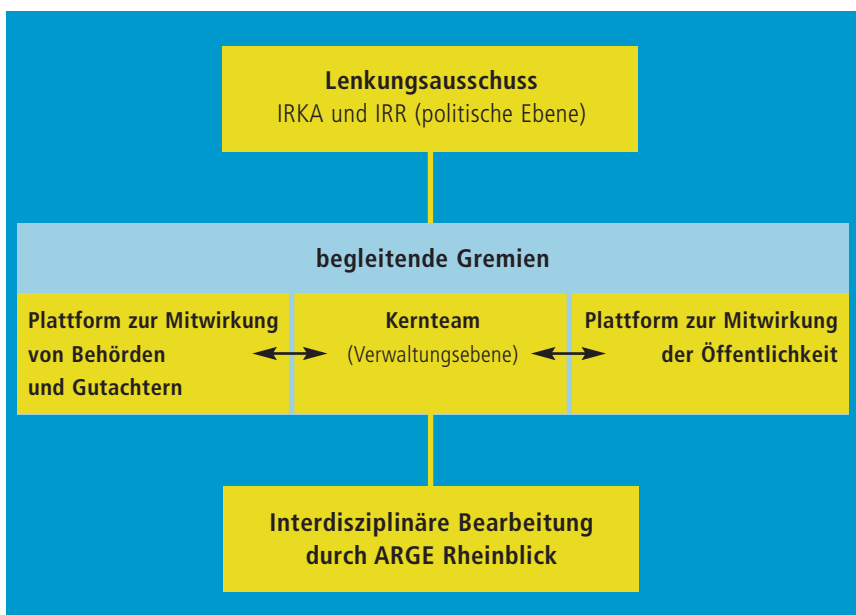 Lenkungsausschuss
IRKA und IRR (politische Ebene)
begleitende Gremien
Plattform zur Mitwirkung
von Behörden
und Gutachtern
Kernteam
(Verwaltungsebene)
Plattform zur Mitwirkung
der Öffentlichkeit
Interdisziplinäre Bearbeitung
durch ARGE Rheinblick